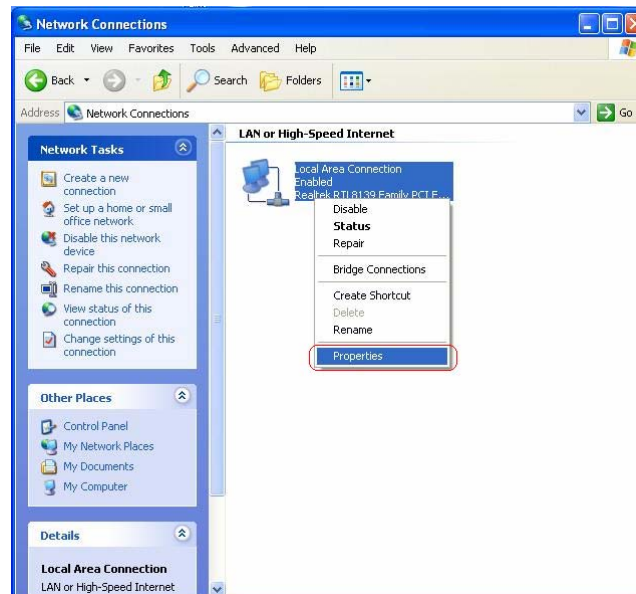 Network Connections
File Edit View Favorites Tools Advanced Help
Back Search Folders
Address Network Connections Go
Network Tasks
Create a new
connection
Set up a home or small
office network
Disable this network
device
Repair this connection
Rename this connection
View status of this
connection
Change settings of this
connection
Other Places
Control Panel
My Network Places
My Documents
My Computer
Details
Local Area Connection
LAN or High-Speed Internet
LAN or High-Speed Internet
Local Area Connection
Enabled
Realtek RTL8139 Family PCI F...
Disable
Status
Repair
Bridge Connections
Create Shortcut
Delete
Rename
Properties